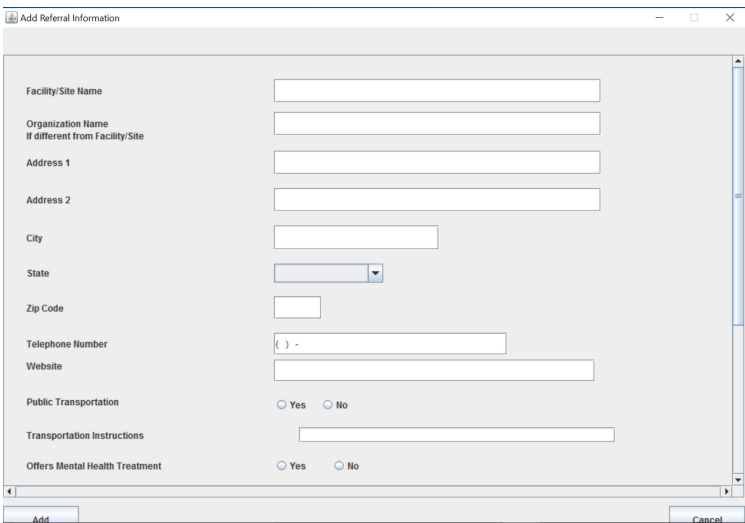 Add Referral Information
Facility/Site Name
Organization Name
If different from Facility/Site
Address 1
Address 2
City
State
Zip Code
Telephone Number
( ) -
Website
Public Transportation
Yes No
Transportation Instructions
Offers Mental Health Treatment
Yes No
Add
Cancel